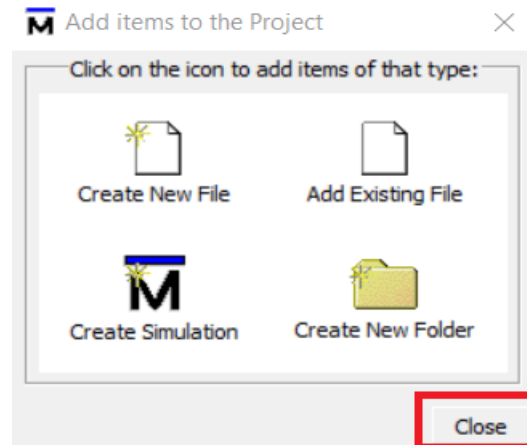 M Add items to the Project
Click on the icon to add items of that type:
Create New File Add Existing File
M
Create Simulation Create New Folder
Close